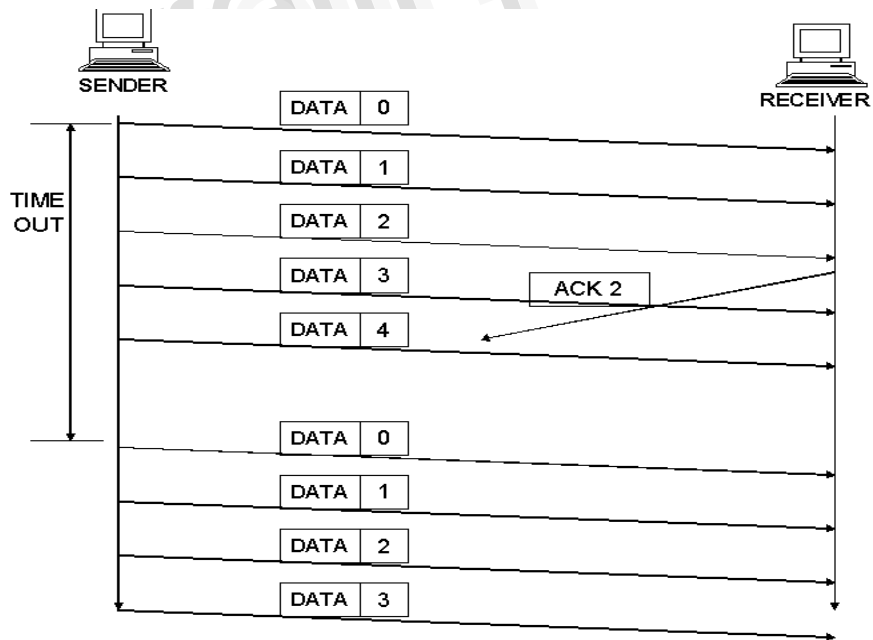 SENDER
RECEIVER
DATA 0
DATA 1
TIME
OUT
DATA 2
DATA 3
ACK 2
DATA 4
DATA 0
DATA 1
DATA 2
DATA 3